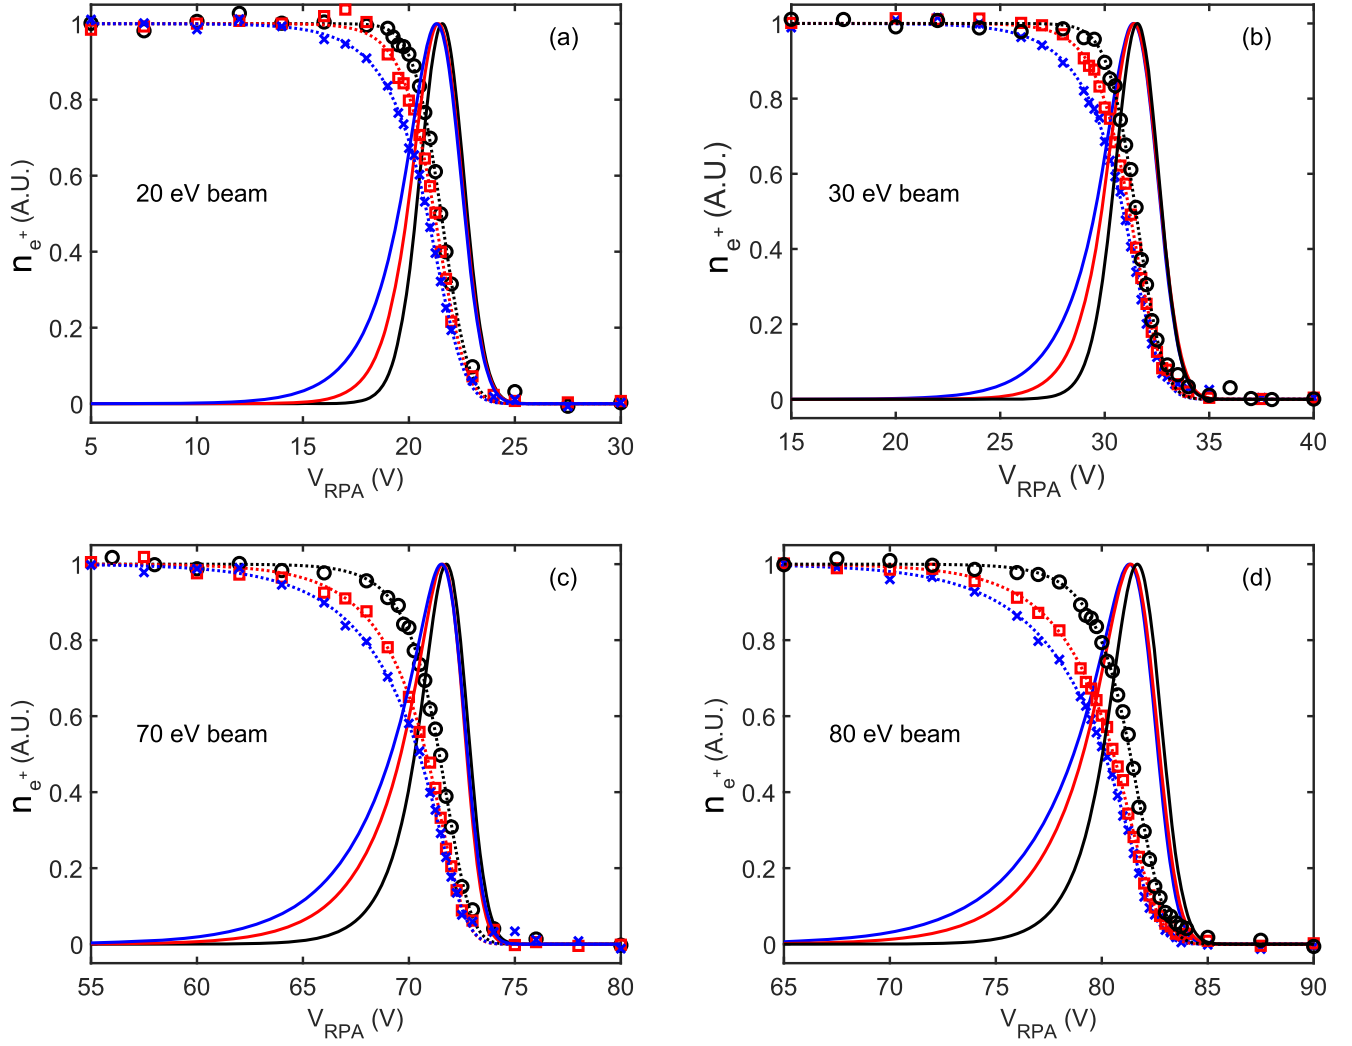 (a)
1
0.8
0.6
0.4
0.2
0
n_e+ (A.U.)
20 eV beam
5 10 15 20 25 30
V_RPA (V)
(b)
1
0.8
0.6
0.4
0.2
0
n_e+ (A.U.)
30 eV beam
15 20 25 30 35 40
V_RPA (V)
(c)
1
0.8
0.6
0.4
0.2
0
n_e+ (A.U.)
70 eV beam
55 60 65 70 75 80
V_RPA (V)
(d)
1
0.8
0.6
0.4
0.2
0
n_e+ (A.U.)
80 eV beam
65 70 75 80 85 90
V_RPA (V)